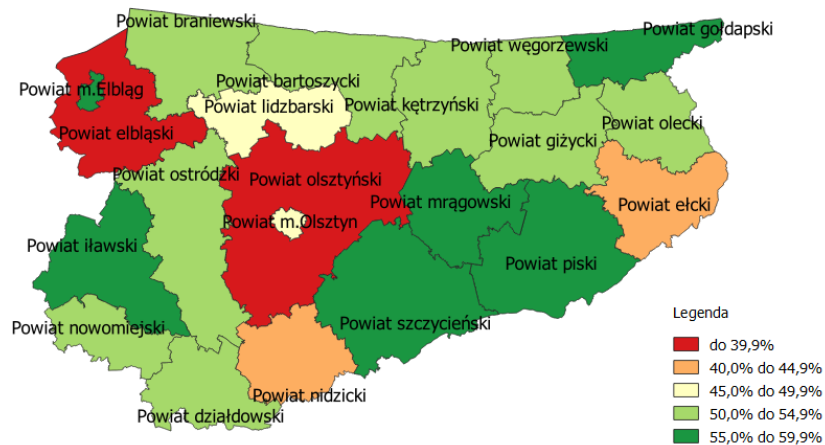 Powiat braniewski
Powiat gołdapski
Powiat węgorzewski
Powiat bartoszycki
Powiat m.Elbląg
Powiat lidzbarski
Powiat kętrzyński
Powiat olecki
Powiat elbląski
Powiat giżycki
Powiat ostródzki
Powiat olsztyński
Powiat mrągowski
Powiat ełcki
Powiat m.Olsztyn
Powiat iławski
Powiat piski
Powiat szczycieński
Powiat nowomiejski
Powiat nidzicki
Powiat działdowski
Legenda
do 39,9%
40,0% do 44,9%
45,0% do 49,9%
50,0% do 54,9%
55,0% do 59,9%